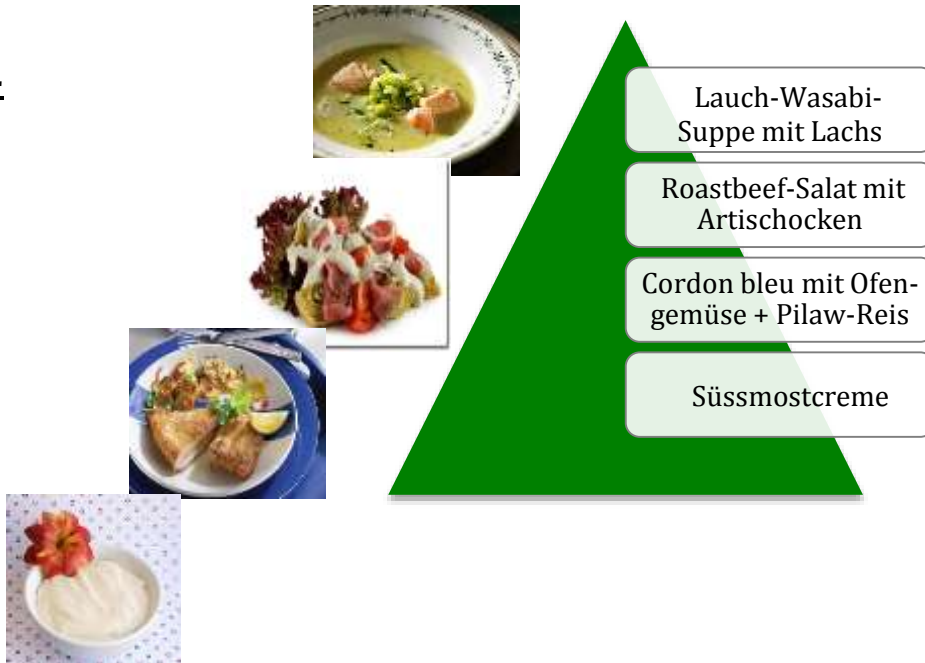 Lauch-Wasabi-
Suppe mit Lachs
Roastbeef-Salat mit
Artischocken
Cordon bleu mit Ofen-
gemüse + Pilaw-Reis
Süssmostcreme